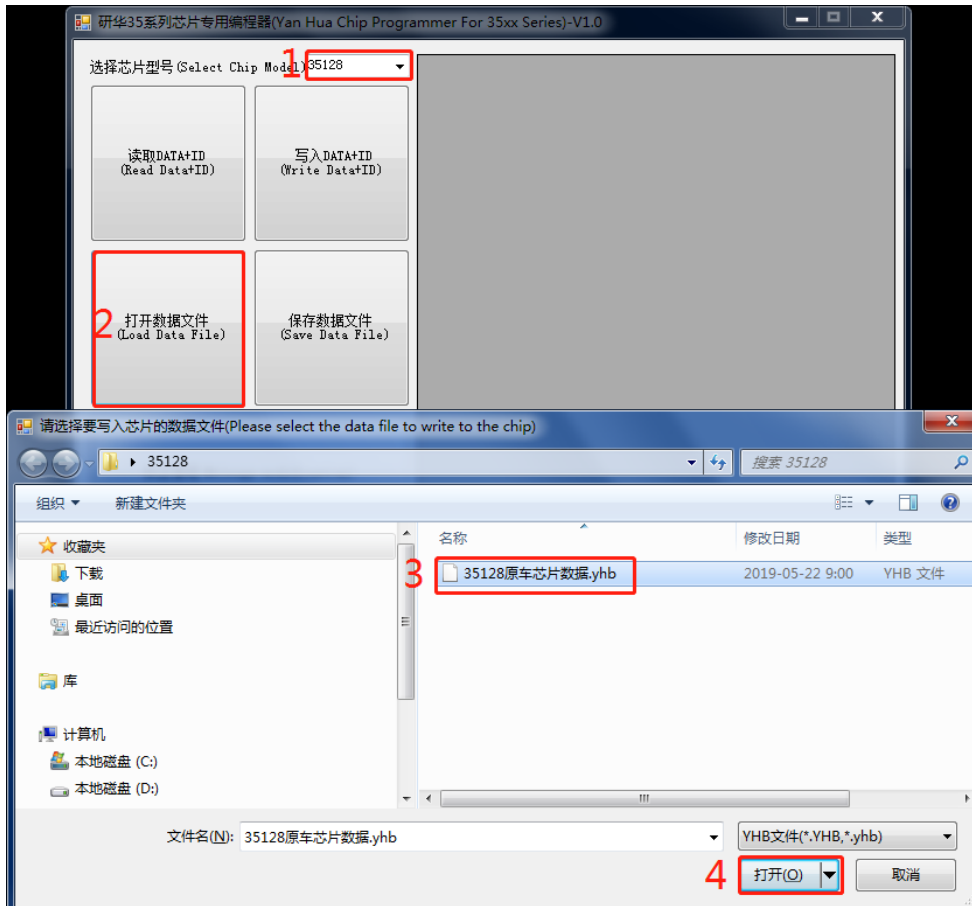 研华35系列芯片专用编程器(Yan Hua Chip Programmer For 35xx Series)-V1.0
选择芯片型号(Select Chip Model)
1
35128
读取DATA+ID
(Read Data+ID)
写入DATA+ID
(Write Data+ID)
2
打开数据文件
(Load Data File)
保存数据文件
(Save Data File)
请选择要写入芯片的数据文件(Please select the data file to write to the chip)
35128
搜索 35128
组织
新建文件夹
收藏夹
下载
桌面
最近访问的位置
库
计算机
本地磁盘 (C:)
本地磁盘 (D:)
名称
修改日期
类型
3
35128原车芯片数据.yhb
2019-05-22 9:00
YHB 文件
文件名(N):
35128原车芯片数据.yhb
YHB文件(*.YHB,*.yhb)
4
打开(O)
取消